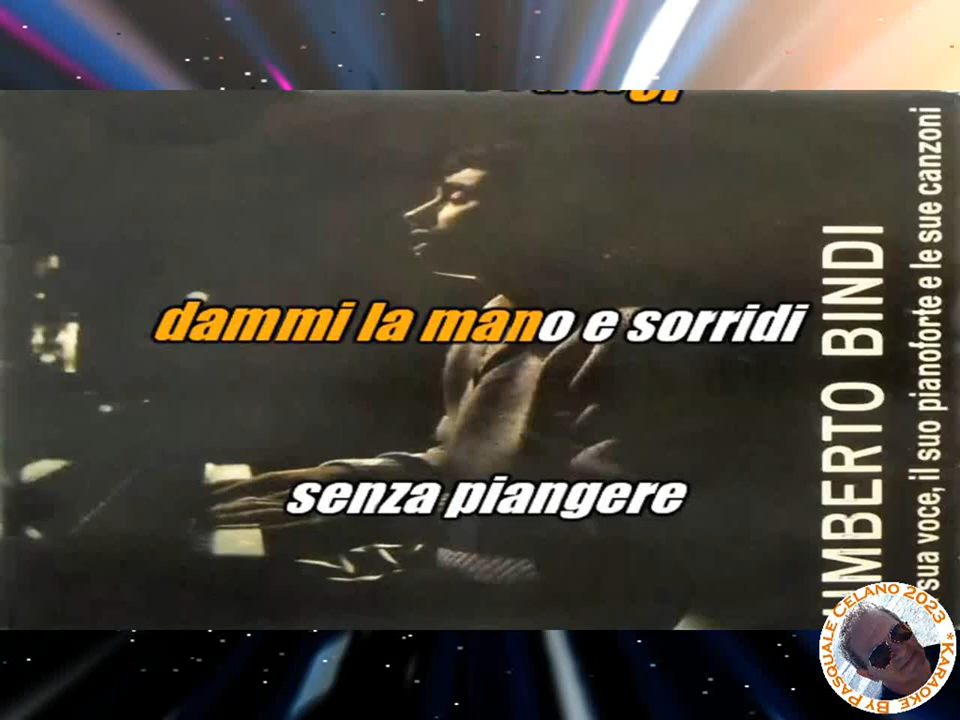 dammi la mano e sorridi
senza piangere
UMBERTO BINDI
sua voce, il suo pianoforte e le sue canzoni
*KARAOKE BY PASQUALE CELANO 2023